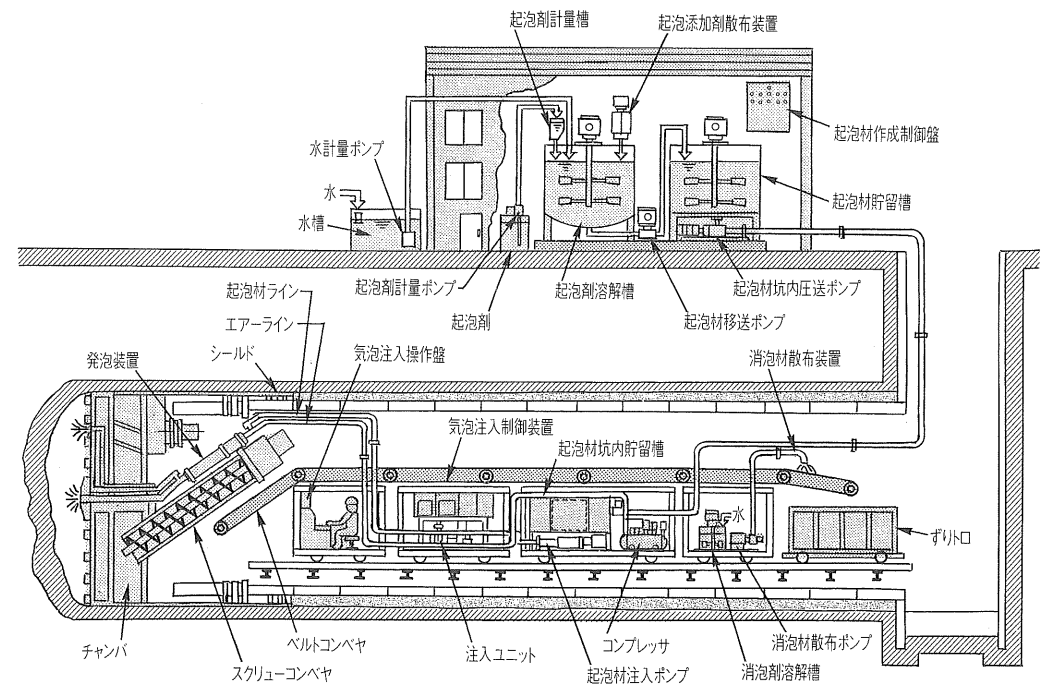 起泡剤計量槽
起泡添加剤散布装置
起泡材作成制御盤
水計量ポンプ
水
水槽
起泡材貯留槽
起泡剤計量ポンプ
起泡剤
起泡剤溶解槽
起泡材移送ポンプ
起泡材坑内圧送ポンプ
起泡材ライン
エアーライン
シールド
発泡装置
気泡注入操作盤
消泡材散布装置
気泡注入制御装置
起泡材坑内貯留槽
水
ずりトロ
チャンバ
スクリューコンベヤ
ベルトコンベヤ
注入ユニット
起泡材注入ポンプ
コンプレッサ
消泡剤溶解槽
消泡材散布ポンプ